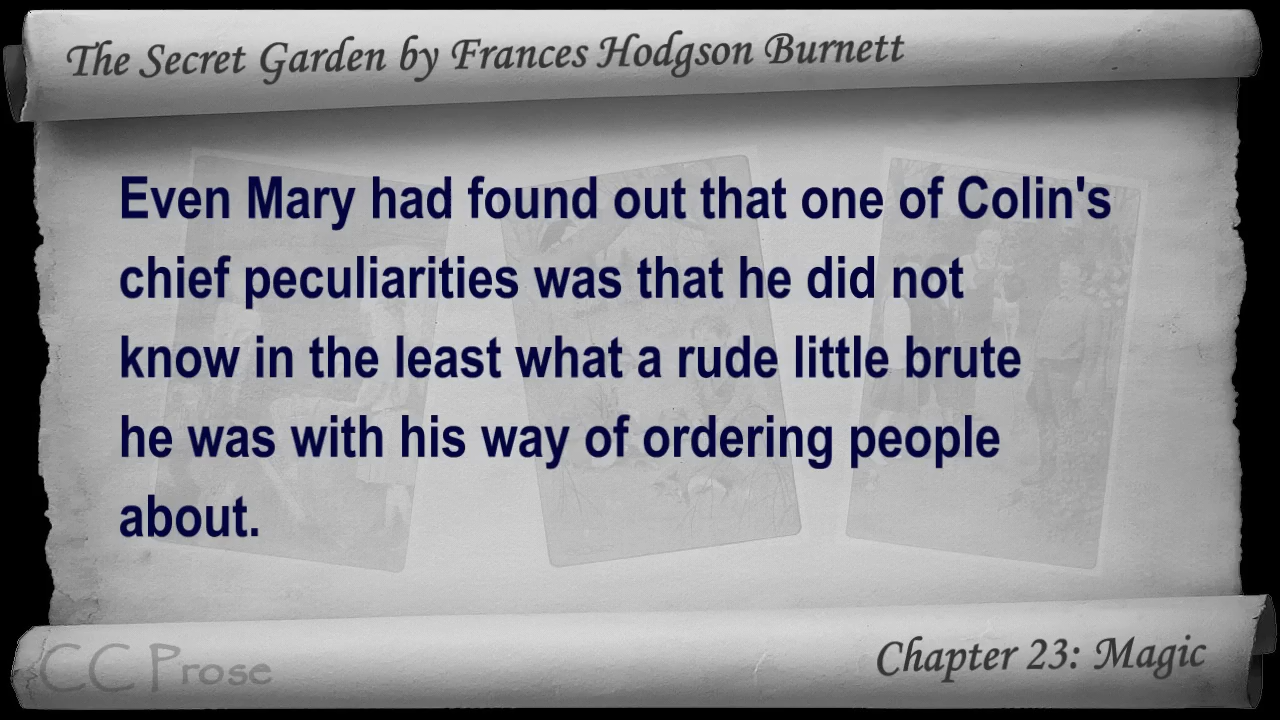 The Secret Garden by Frances Hodgson Burnett
Even Mary had found out that one of Colin's
chief peculiarities was that he did not
know in the least what a rude little brute
he was with his way of ordering people
about.
CC Prose
Chapter 23: Magic